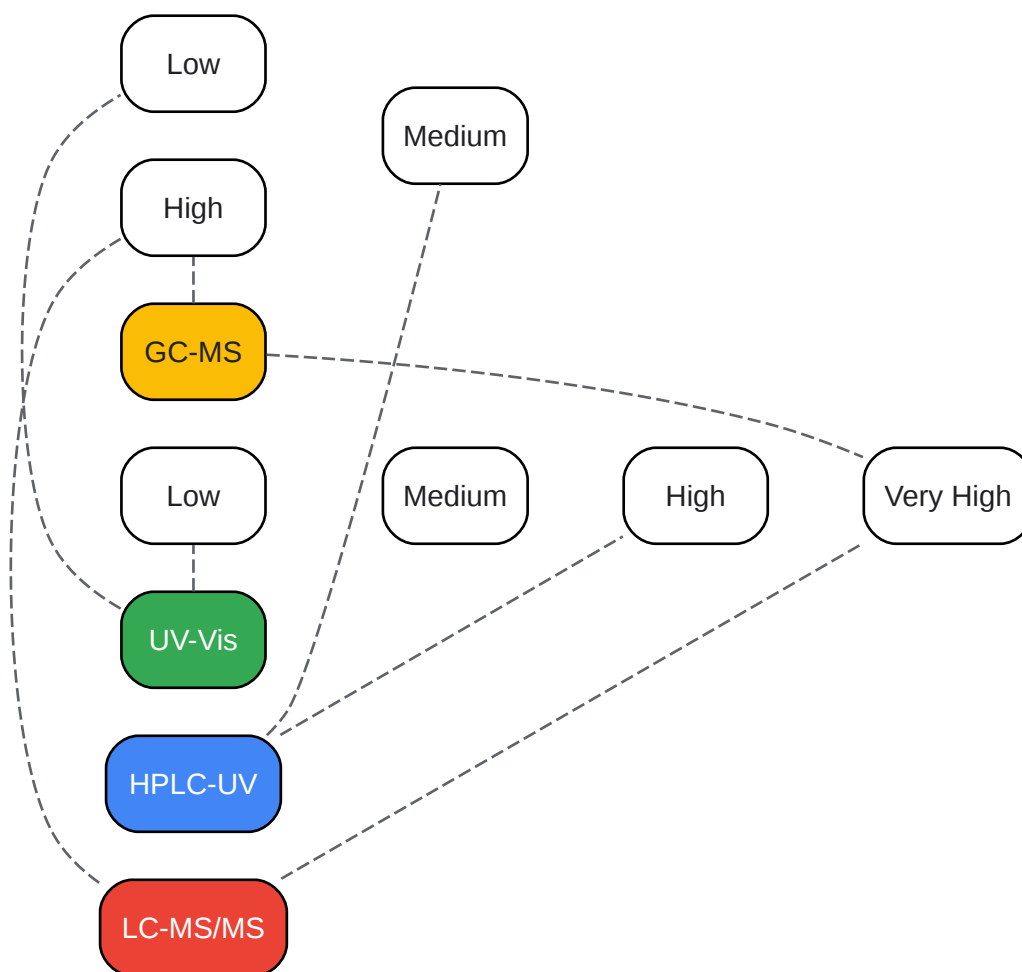 Low
Medium
High
GC-MS
Low
Medium
High
Very High
UV-Vis
HPLC-UV
LC-MS/MS